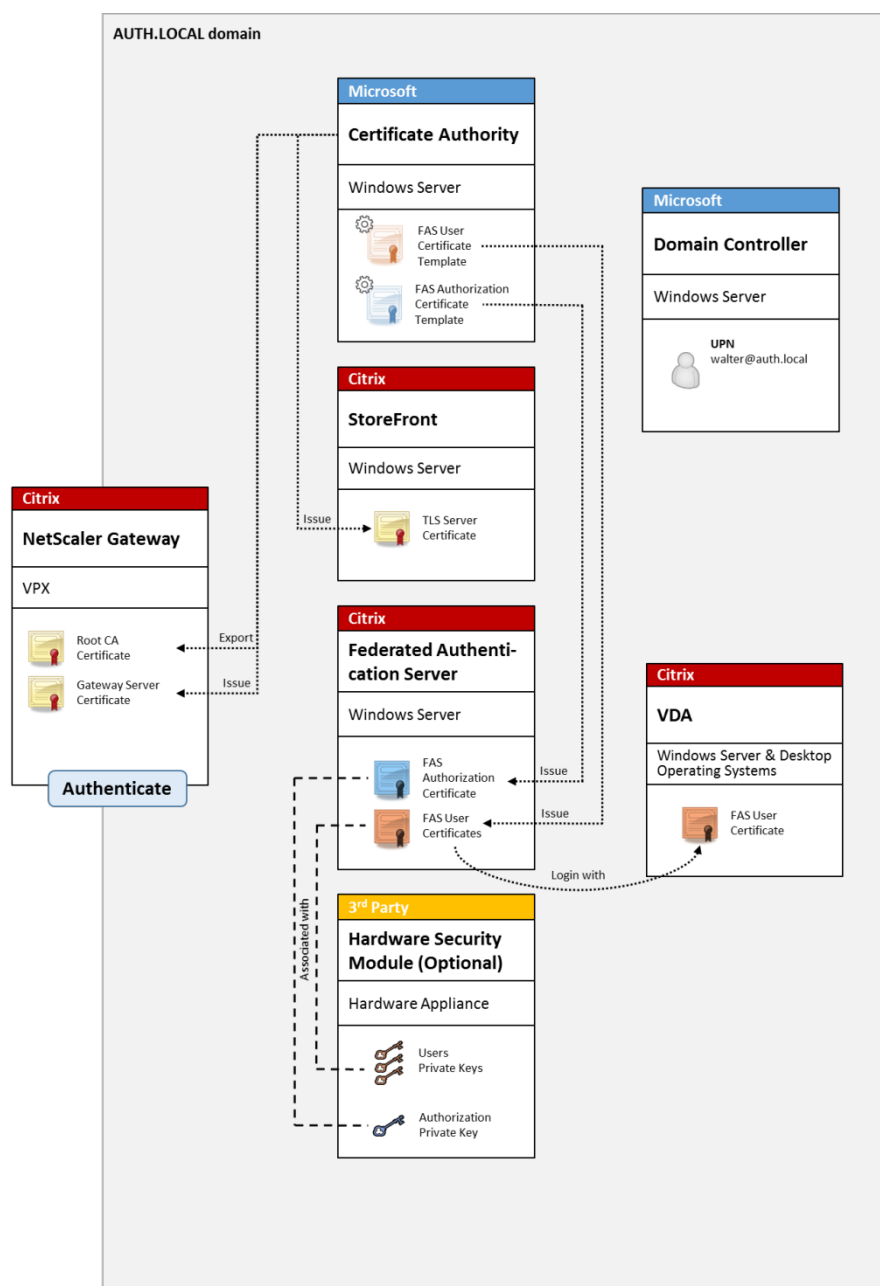 AUTH.LOCAL domain
Microsoft
Certificate Authority
Windows Server
FAS User
Certificate
Template
FAS Authorization
Certificate
Template
Microsoft
Domain Controller
Windows Server
UPN
walter@auth.local
Citrix
StoreFront
Windows Server
Issue
TLS Server
Certificate
Citrix
NetScaler Gateway
VPX
Root CA
Certificate
Export
Gateway Server
Certificate
Issue
Authenticate
Citrix
Federated Authenti-
cation Server
Windows Server
FAS
Authorization
Certificate
Issue
FAS User
Certificates
Issue
Login with
Citrix
VDA
Windows Server & Desktop
Operating Systems
FAS User
Certificate
Associated with
3rd Party
Hardware Security
Module (Optional)
Hardware Appliance
Users
Private Keys
Authorization
Private Key